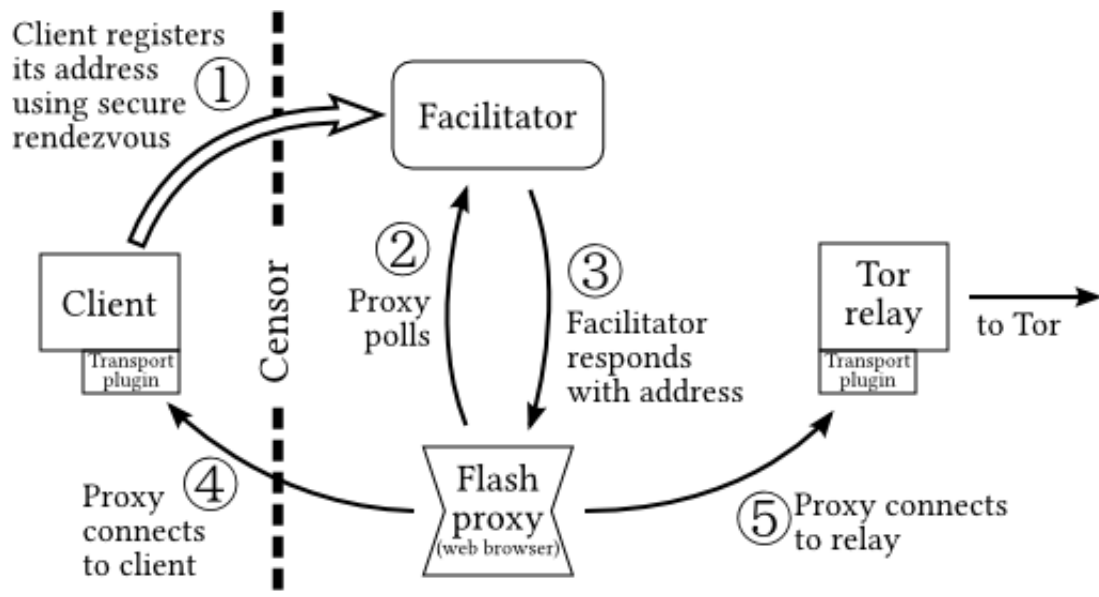 Client registers
its address
using secure
rendezvous
①
Facilitator
②
Proxy
polls
③
Facilitator
responds
with address
Client
Transport
plugin
Censor
Tor
relay
Transport
plugin
to Tor
④
Proxy
connects
to client
Flash
proxy
(web browser)
⑤
Proxy connects
to relay